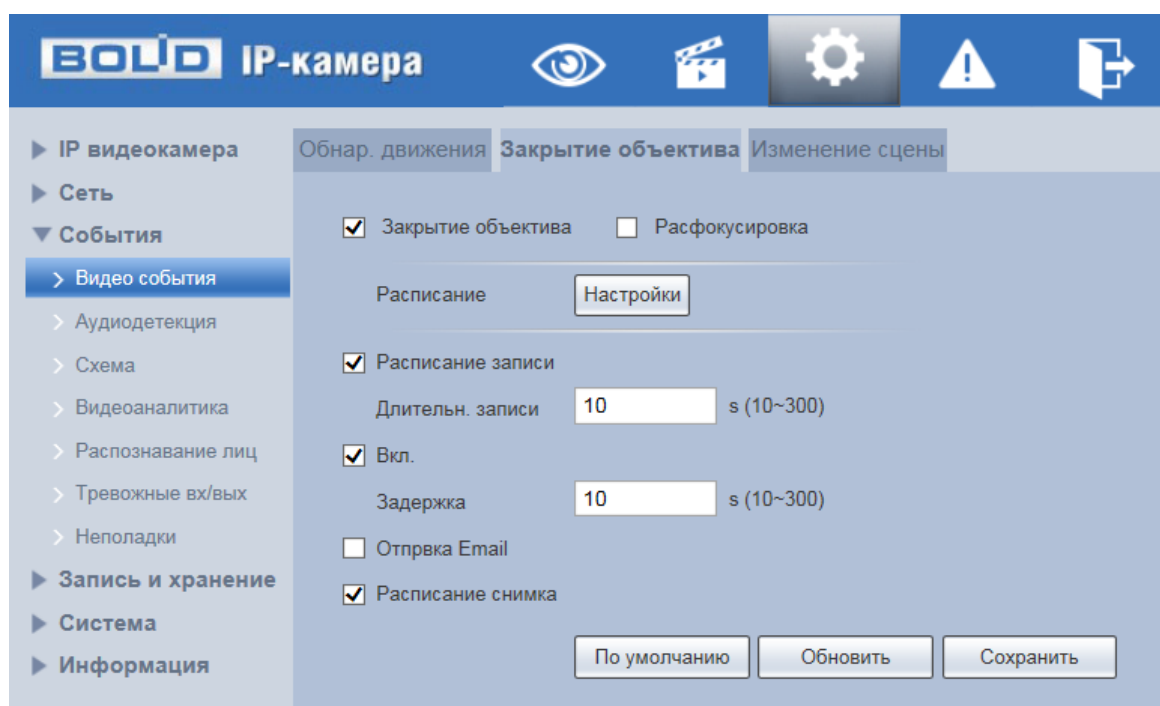 BOLID IP-камера
IP видеокамера
Сеть
События
Видео события
Аудиодетекция
Схема
Видеоаналитика
Распознавание лиц
Тревожные вх/вых
Неполадки
Запись и хранение
Система
Информация
Обнар. движения Закрытие объектива Изменение сцены
Закрытие объектива Расфокусировка
Расписание Настройки
Расписание записи
Длительн. записи 10 s (10~300)
Вкл.
Задержка 10 s (10~300)
Отпрвка Email
Расписание снимка
По умолчанию Обновить Сохранить